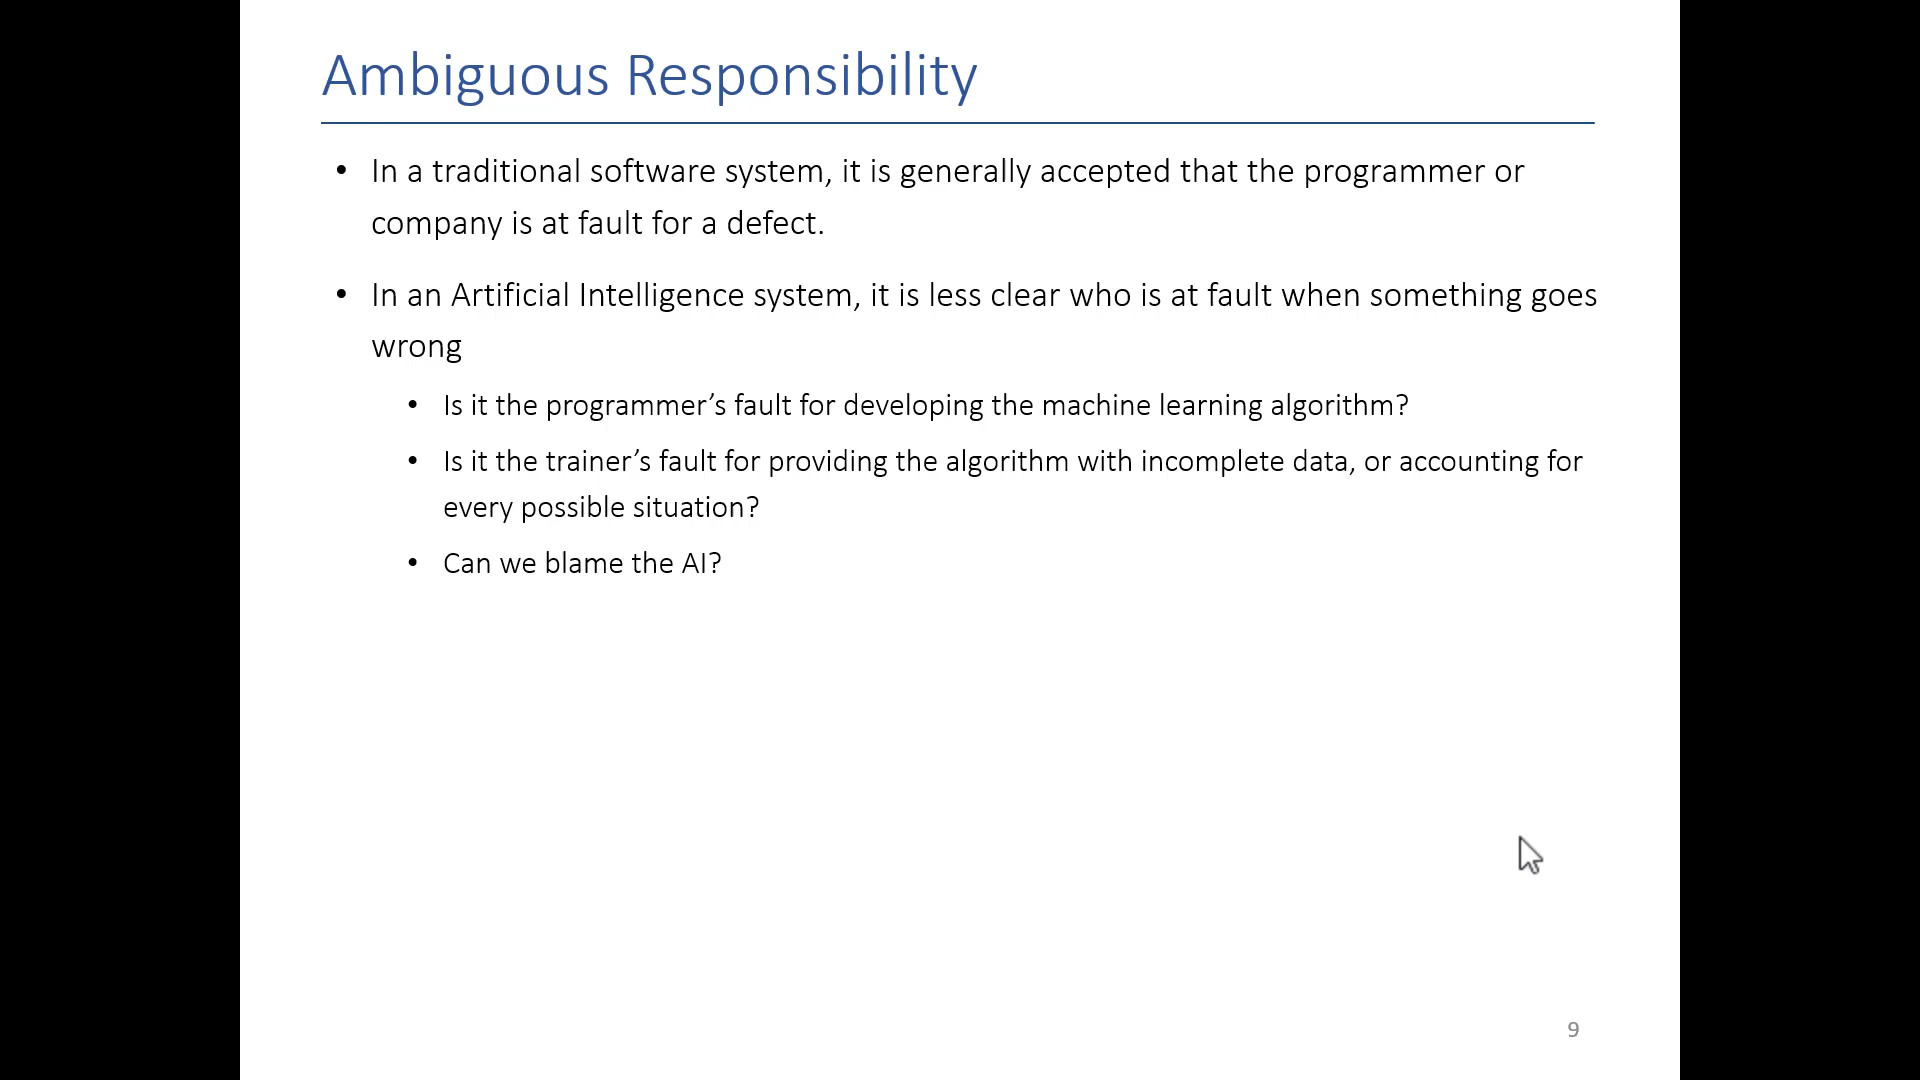 Ambiguous Responsibility
• In a traditional software system, it is generally accepted that the programmer or
company is at fault for a defect.
• In an Artificial Intelligence system, it is less clear who is at fault when something goes
wrong
• Is it the programmer’s fault for developing the machine learning algorithm?
• Is it the trainer’s fault for providing the algorithm with incomplete data, or accounting for
every possible situation?
• Can we blame the AI?
9